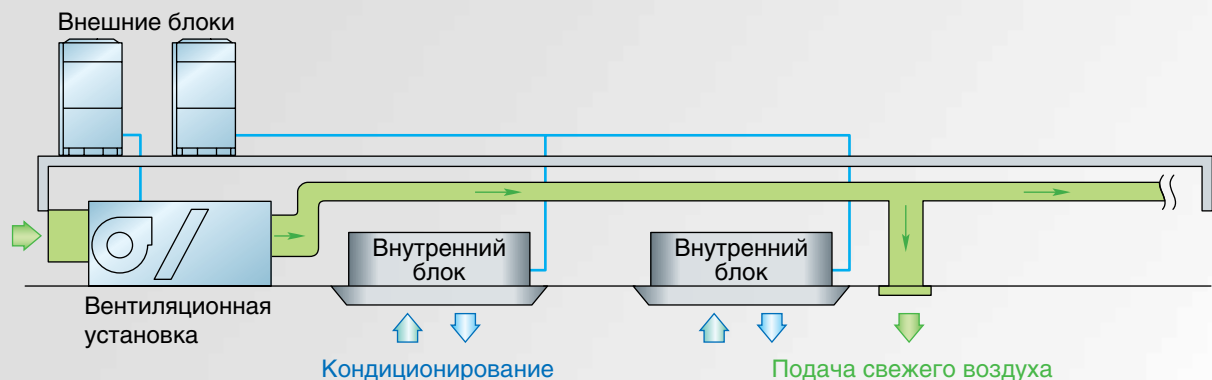 Внешние блоки
Внутренний
блок
Внутренний
блок
Вентиляционная
установка
Кондиционирование
Подача свежего воздуха